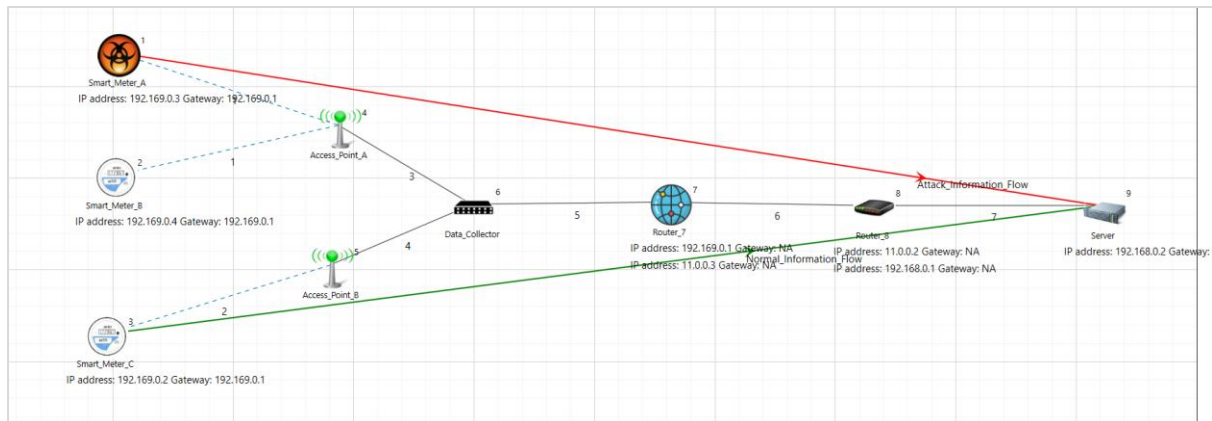 1
Smart_Meter_A
IP address: 192.169.0.3 Gateway: 192.169.0.1
4
Access_Point_A
1
2
Smart_Meter_B
IP address: 192.169.0.4 Gateway: 192.169.0.1
3
6
Data_Collector
5
7
Router_7
IP address: 192.169.0.1 Gateway: NA
IP address: 11.0.0.3 Gateway: NA
6
8
Router_8
IP address: 11.0.0.2 Gateway: NA
IP address: 192.168.0.1 Gateway: NA
7
9
Server
IP address: 192.168.0.2 Gateway:
Attack_Information_Flow
Normal_Information_Flow
4
5
Access_Point_B
2
3
Smart_Meter_C
IP address: 192.169.0.2 Gateway: 192.169.0.1